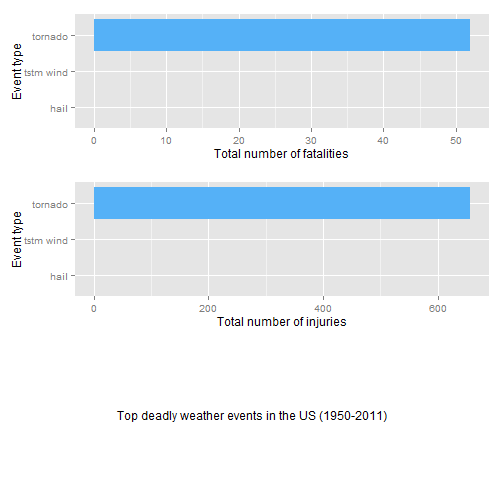 Event type
tornado
tstm wind
hail
0 10 20 30 40 50
Total number of fatalities
Event type
tornado
tstm wind
hail
0 200 400 600
Total number of injuries
Top deadly weather events in the US (1950-2011)